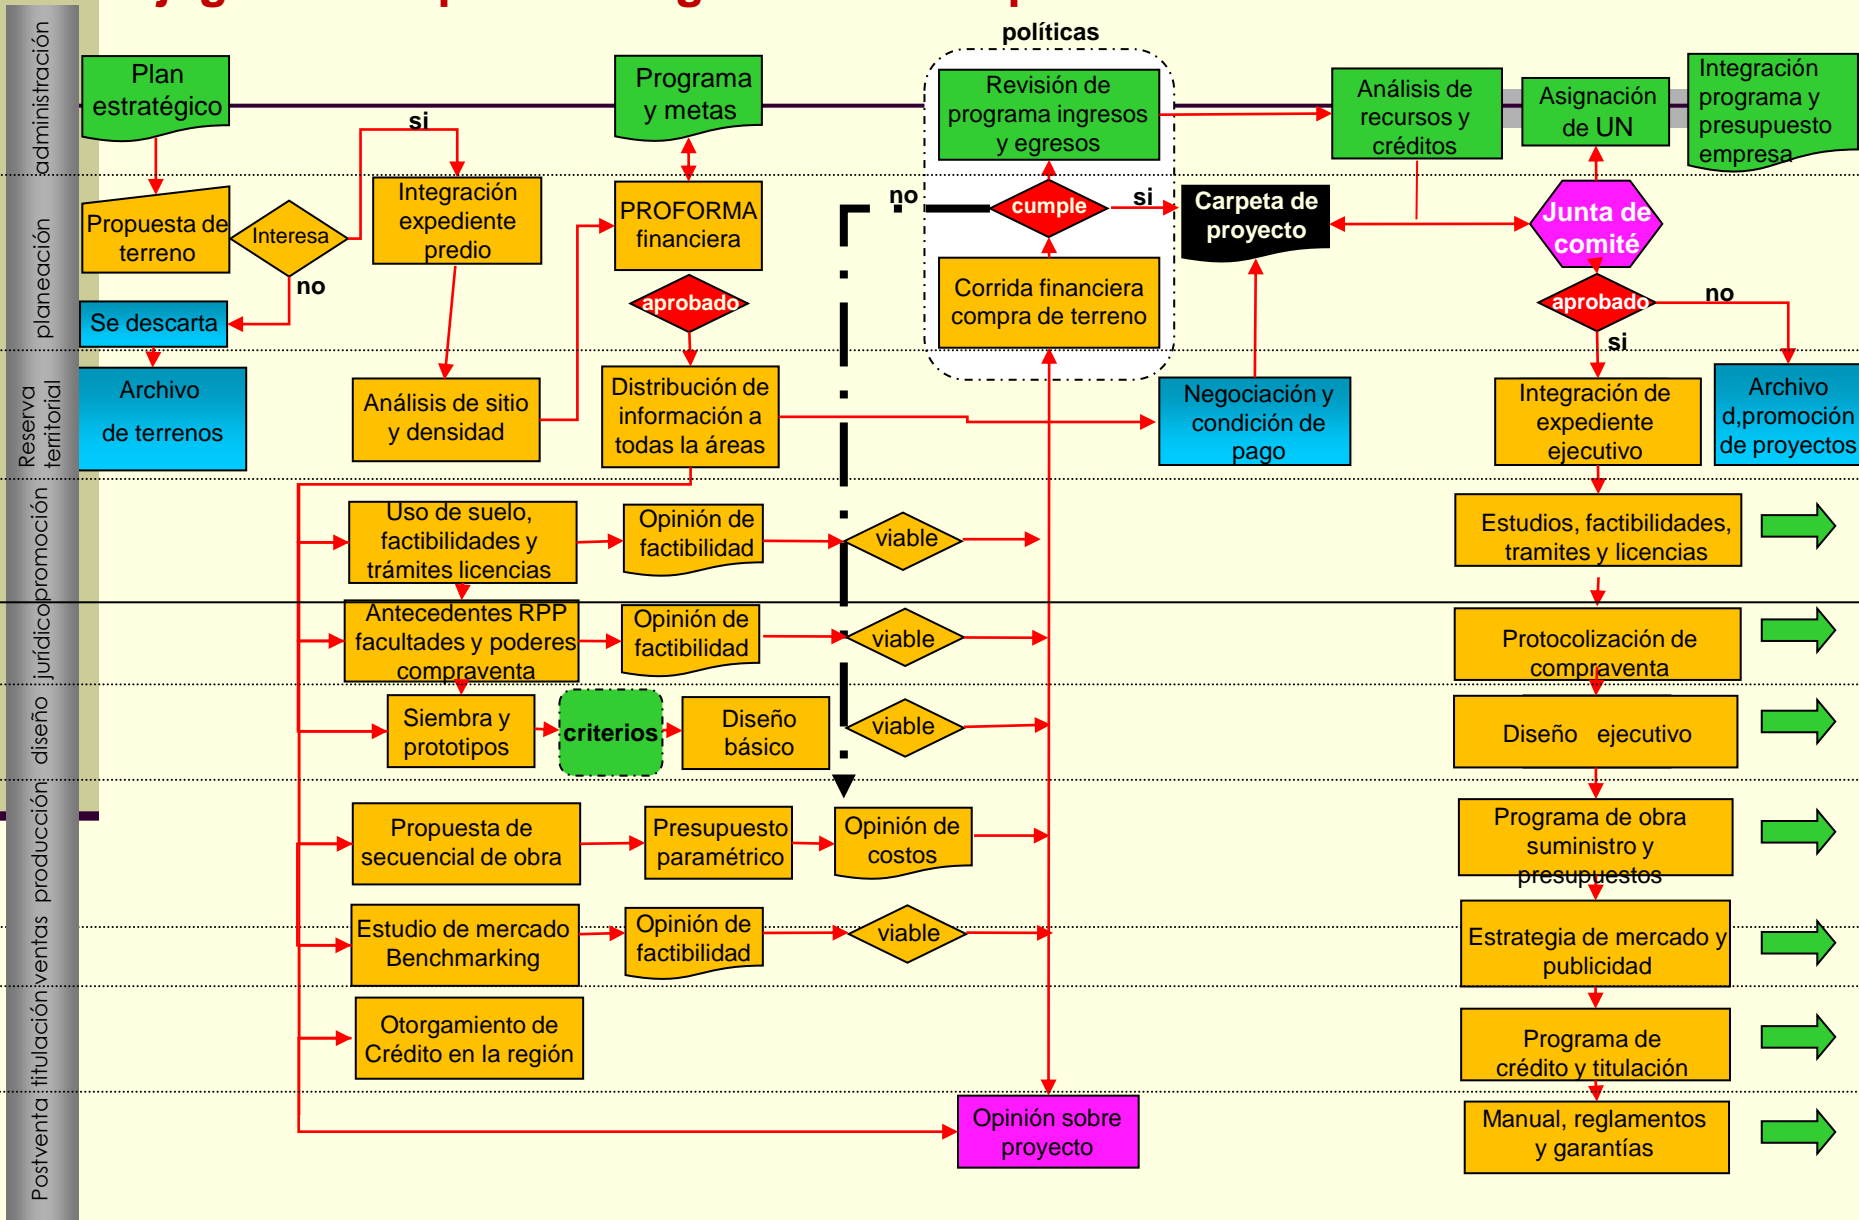 políticas
administración
planeación
Reserva
territorial
promoción
jurídico
diseño
producción
ventas
titulación
Postventa
Plan
estratégico
si
Programa
y metas
Revisión de
programa ingresos
y egresos
Análisis de
recursos y
créditos
Asignación
de UN
Integración
programa y
presupuesto
empresa
Propuesta de
terreno
Interesa
no
Integración
expediente
predio
PROFORMA
financiera
no
cumple
si
Carpeta de
proyecto
Junta de
comité
Se descarta
aprobado
Corrida financiera
compra de terreno
aprobado
no
si
Archivo
de terrenos
Análisis de sitio
y densidad
Distribución de
información a
todas la áreas
Negociación y
condición de
pago
Integración de
expediente
ejecutivo
Archivo
d,promoción
de proyectos
Uso de suelo,
factibilidades y
trámites licencias
Opinión de
factibilidad
viable
Estudios, factibilidades,
tramites y licencias
Antecedentes RPP
facultades y poderes
compraventa
Opinión de
factibilidad
viable
Protocolización de
compraventa
Siembra y
prototipos
criterios
Diseño
básico
viable
Diseño ejecutivo
Propuesta de
secuencial de obra
Presupuesto
paramétrico
Opinión de
costos
Programa de obra
suministro y
presupuestos
Estudio de mercado
Benchmarking
Opinión de
factibilidad
viable
Estrategia de mercado y
publicidad
Otorgamiento de
Crédito en la región
Programa de
crédito y titulación
Opinión sobre
proyecto
Manual, reglamentos
y garantías